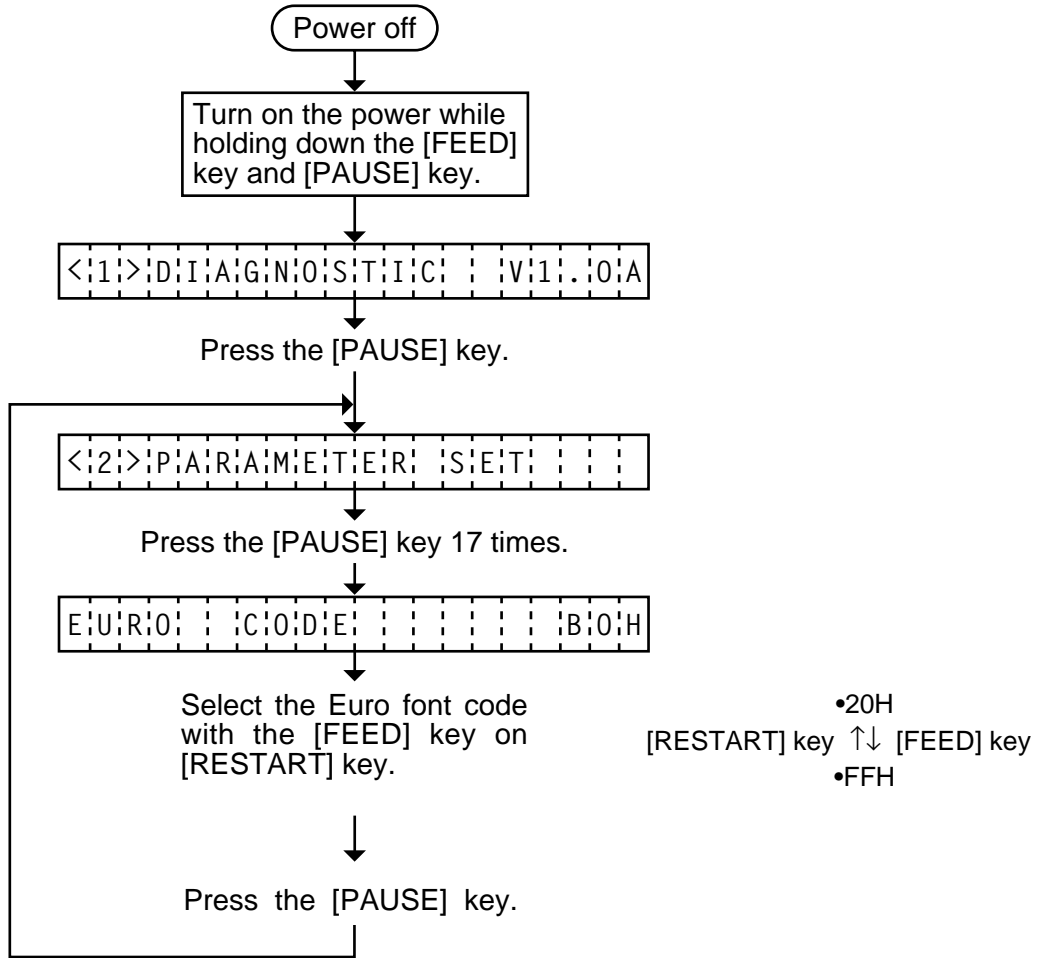 Power off
Turn on the power while
holding down the [FEED]
key and [PAUSE] key.
<1>DIAGNOSTIC  V1.0A
Press the [PAUSE] key.
<2>PARAMETER SET
Press the [PAUSE] key 17 times.
EURO  CODE       B0H
Select the Euro font code
with the [FEED] key on
[RESTART] key.
•20H
[RESTART] key ↑↓ [FEED] key
•FFH
Press the [PAUSE] key.